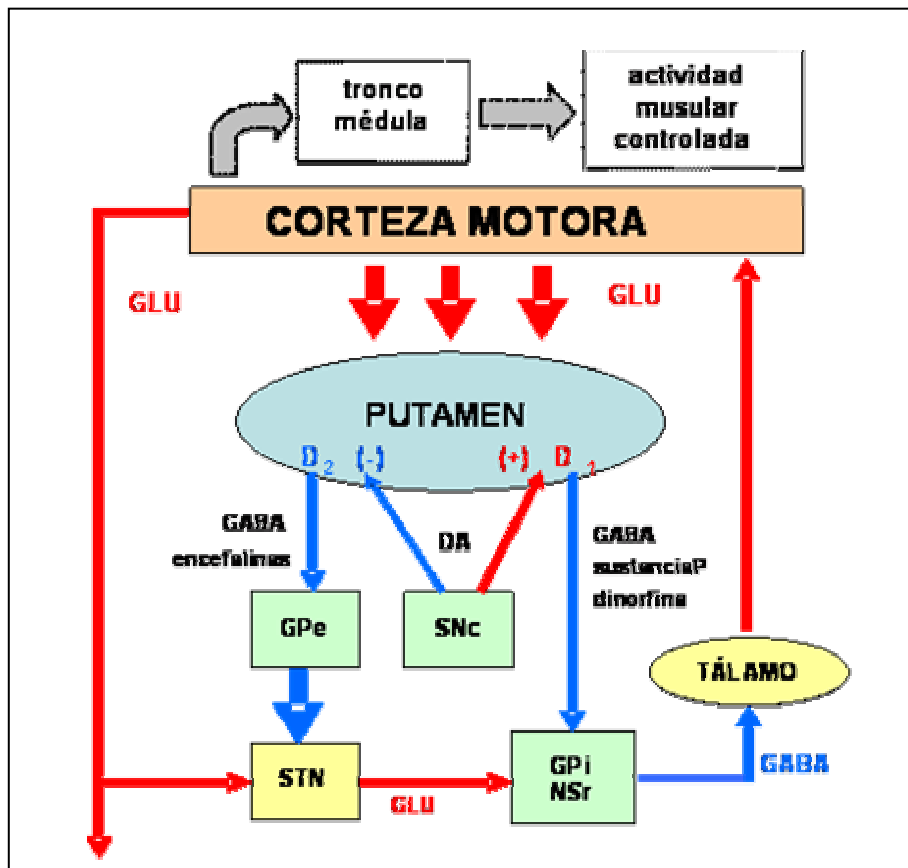 tronco
médula
actividad
musular
controlada
CORTEZA MOTORA
GLU
GLU
PUTAMEN
D2 (-)
(+) D1
GABA
encefalinas
DA
GABA
sustanciaP
dinorfina
GPe
SNc
TÁLAMO
STN
GLU
GPi
NSr
GABA